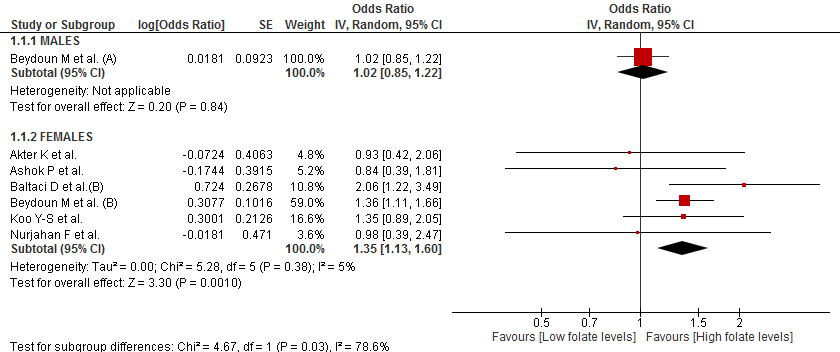 Odds Ratio Odds Ratio
Study or Subgroup log[Odds Ratio] SE Weight IV, Random, 95% CI IV, Random, 95% CI
1.1.1 MALES
Beydoun M et al. (A) 0.0181 0.0923 100.0% 1.02 [0.85, 1.22]
Subtotal (95% CI) 100.0% 1.02 [0.85, 1.22]
Heterogeneity: Not applicable
Test for overall effect: Z = 0.20 (P = 0.84)
1.1.2 FEMALES
Akter K et al. -0.0724 0.4063 4.8% 0.93 [0.42, 2.06]
Ashok P et al. -0.1744 0.3915 5.2% 0.84 [0.39, 1.81]
Baltaci D et al.(B) 0.724 0.2678 10.8% 2.06 [1.22, 3.49]
Beydoun M et al. (B) 0.3077 0.1016 59.0% 1.36 [1.11, 1.66]
Koo Y-S et al. 0.3001 0.2126 16.6% 1.35 [0.89, 2.05]
Nurjahan F et al. -0.0181 0.471 3.6% 0.98 [0.39, 2.47]
Subtotal (95% CI) 100.0% 1.35 [1.13, 1.60]
Heterogeneity: Tau² = 0.00; Chi² = 5.28, df = 5 (P = 0.38); I² = 5%
Test for overall effect: Z = 3.30 (P = 0.0010)
0.5 0.7 1 1.5 2
Favours [Low folate levels] Favours [High folate levels]
Test for subgroup differences: Chi² = 4.67, df = 1 (P = 0.03), I² = 78.6%